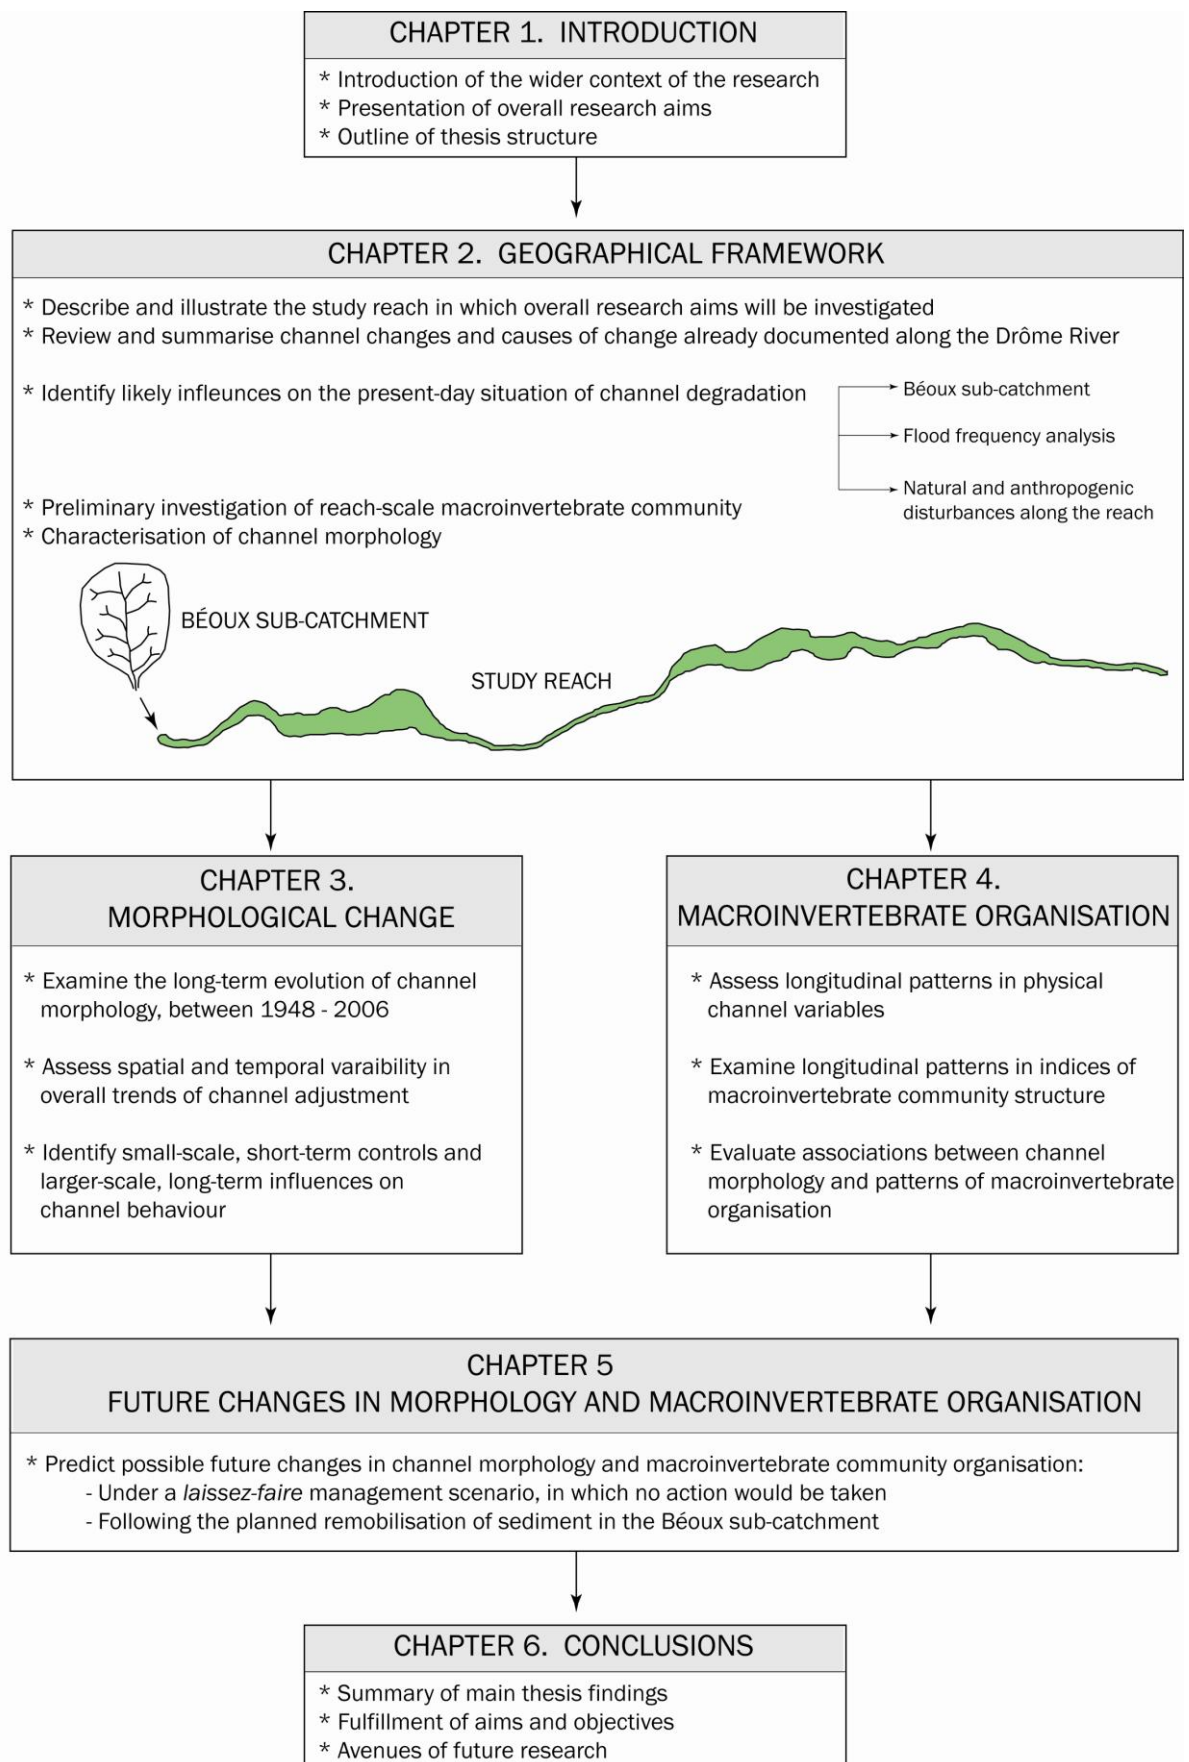 CHAPTER 1.  INTRODUCTION
* Introduction of the wider context of the research
* Presentation of overall research aims
* Outline of thesis structure
CHAPTER 2.  GEOGRAPHICAL FRAMEWORK
* Describe and illustrate the study reach in which overall research aims will be investigated
* Review and summarise channel changes and causes of change already documented along the Drôme River
* Identify likely infleunces on the present-day situation of channel degradation
Béoux sub-catchment
Flood frequency analysis
Natural and anthropogenic
disturbances along the reach
* Preliminary investigation of reach-scale macroinvertebrate community
* Characterisation of channel morphology
BÉOUX SUB-CATCHMENT
STUDY REACH
CHAPTER 3.
MORPHOLOGICAL CHANGE
* Examine the long-term evolution of channel
morphology, between 1948 - 2006
* Assess spatial and temporal varaibility in
overall trends of channel adjustment
* Identify small-scale, short-term controls and
larger-scale, long-term influences on
channel behaviour
CHAPTER 4.
MACROINVERTEBRATE ORGANISATION
* Assess longitudinal patterns in physical
channel variables
* Examine longitudinal patterns in indices of
macroinvertebrate community structure
* Evaluate associations between channel
morphology and patterns of macroinvertebrate
organisation
CHAPTER 5
FUTURE CHANGES IN MORPHOLOGY AND MACROINVERTEBRATE ORGANISATION
* Predict possible future changes in channel morphology and macroinvertebrate community organisation:
- Under a laissez-faire management scenario, in which no action would be taken
- Following the planned remobilisation of sediment in the Béoux sub-catchment
CHAPTER 6.  CONCLUSIONS
* Summary of main thesis findings
* Fulfillment of aims and objectives
* Avenues of future research